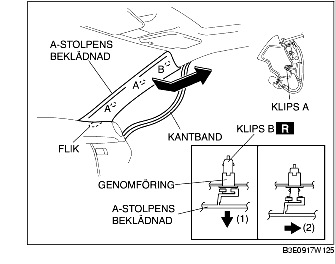 A-STOLPENS
BEKLÄDNAD
B
A
A
KLIPS A
KANTBAND
FLIK
KLIPS B R
GENOMFÖRING
A-STOLPENS
BEKLÄDNAD
(1)
(2)
B3E0917W125